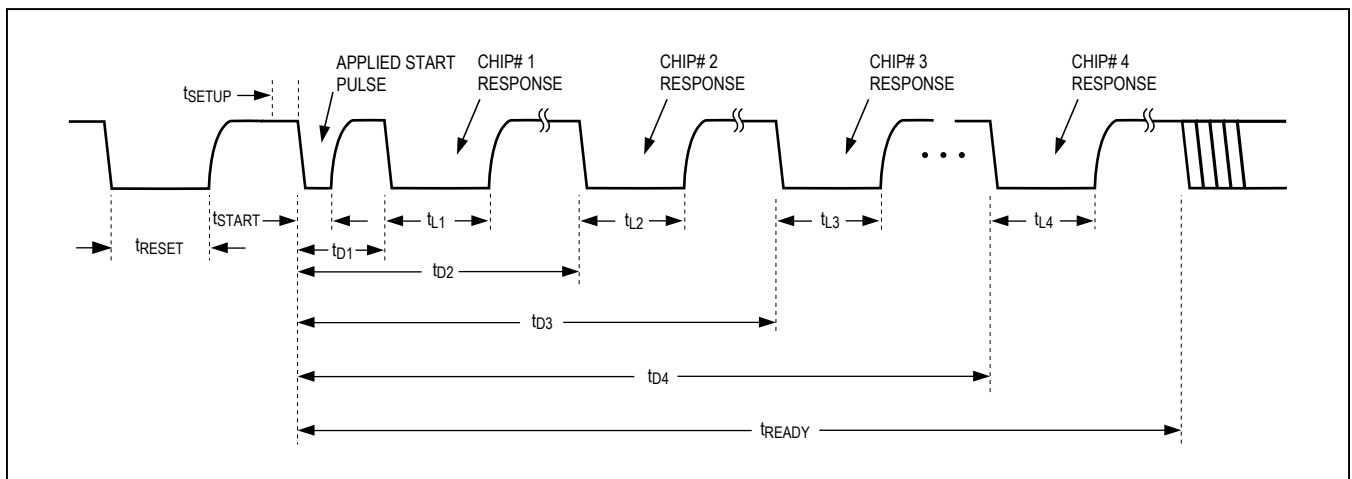 APPLIED START
PULSE
CHIP# 1
RESPONSE
CHIP# 2
RESPONSE
CHIP# 3
RESPONSE
CHIP# 4
RESPONSE
tSETUP
tSTART
tL1
tL2
tL3
tL4
tRESET
tD1
tD2
tD3
tD4
tREADY